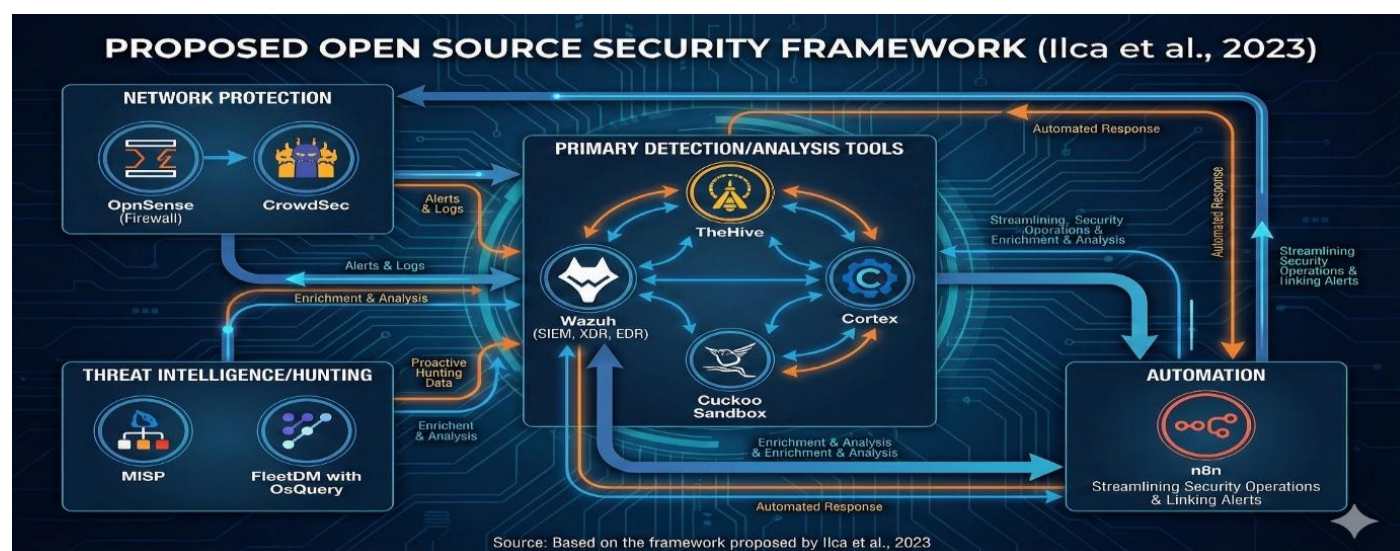 PROPOSED OPEN SOURCE SECURITY FRAMEWORK (Ilca et al., 2023)
NETWORK PROTECTION
OpnSense
(Firewall)
CrowdSec
Alerts
& Logs
Alerts & Logs
Enrichment & Analysis
THREAT INTELLIGENCE/HUNTING
MISP
FleetDM with
OsQuery
Proactive
Hunting
Data
Enrichent
& Analysis
PRIMARY DETECTION/ANALYSIS TOOLS
TheHive
Wazuh
(SIEM, XDR, EDR)
C
Cortex
Cuckoo
Sandbox
Automated Response
Streamlining, Security
Oporations &
Enrichment & Analysis
Automated Response
Streamlining
Security
Operations &
linking Alerts
Enrichment & Analysis
& Enrichment & Analysis
Automated Response
AUTOMATION
n8n
Streamlining Security Operations
& Linking Alerts
Source: Based on the framework proposed by Ilca et al., 2023